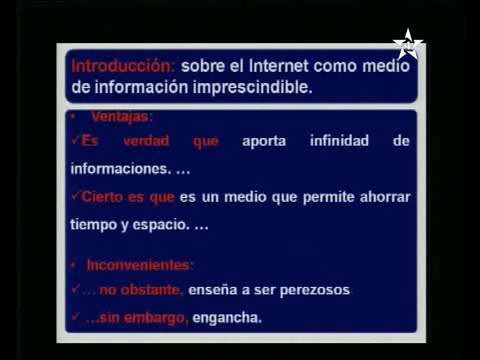 Introducción: sobre el Internet como medio
de información imprescindible.
• Ventajas:
✓Es verdad que aporta infinidad de
informaciones. …
✓Cierto es que es un medio que permite ahorrar
tiempo y espacio. …
• Inconvenientes:
✓… no obstante, enseña a ser perezosos
✓ …sin embargo, engancha.